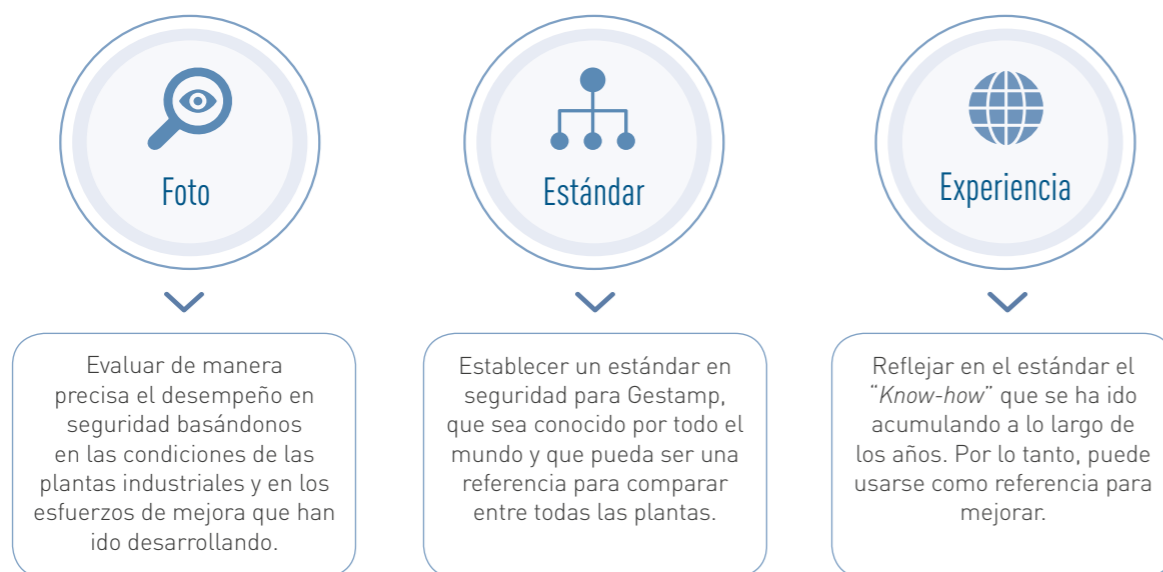 Foto
Evaluar de manera
precisa el desempeño en
seguridad basándonos
en las condiciones de las
plantas industriales y en los
esfuerzos de mejora que han
ido desarrollando.
Estándar
Establecer un estándar en
seguridad para Gestamp,
que sea conocido por todo el
mundo y que pueda ser una
referencia para comparar
entre todas las plantas.
Experiencia
Reflejar en el estándar el
“Know-how” que se ha ido
acumulando a lo largo de
los años. Por lo tanto, puede
usarse como referencia para
mejorar.